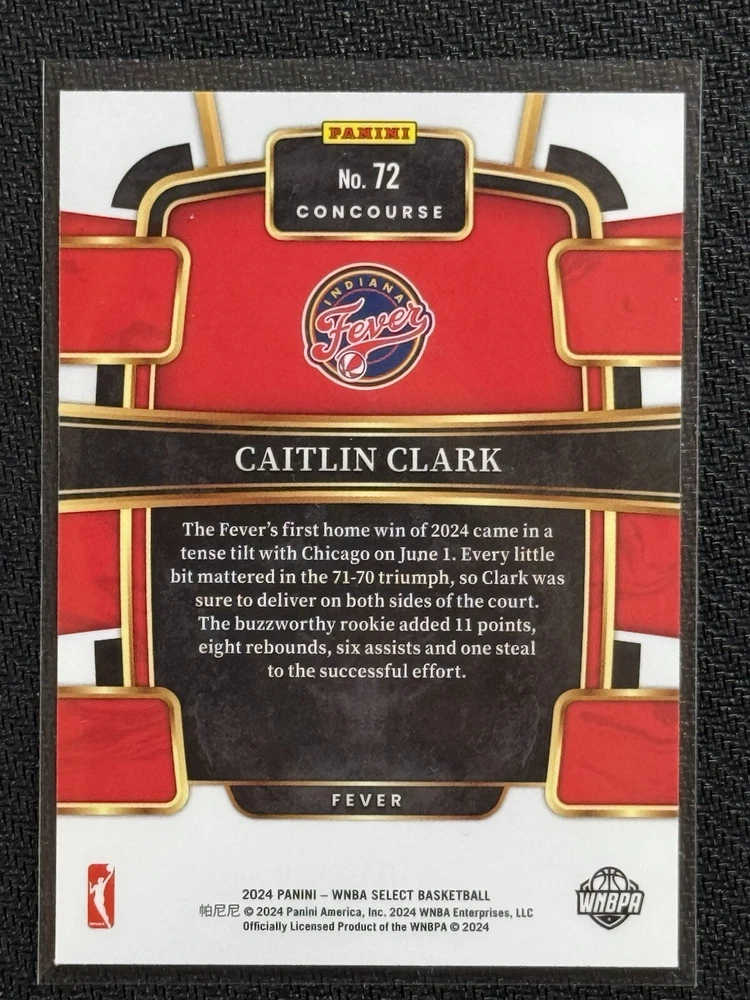 PANINI
No. 72
CONCOURSE
INDIANA
Fever
CAITLIN CLARK
The Fever's first home win of 2024 came in a
tense tilt with Chicago on June 1. Every little
bit mattered in the 71-70 triumph, so Clark was
sure to deliver on both sides of the court.
The buzzworthy rookie added 11 points,
eight rebounds, six assists and one steal
to the successful effort.
FEVER
2024 PANINI – WNBA SELECT BASKETBALL
帕尼尼 © 2024 Panini America, Inc. 2024 WNBA Enterprises, LLC
Officially Licensed Product of the WNBPA © 2024
WNBPA